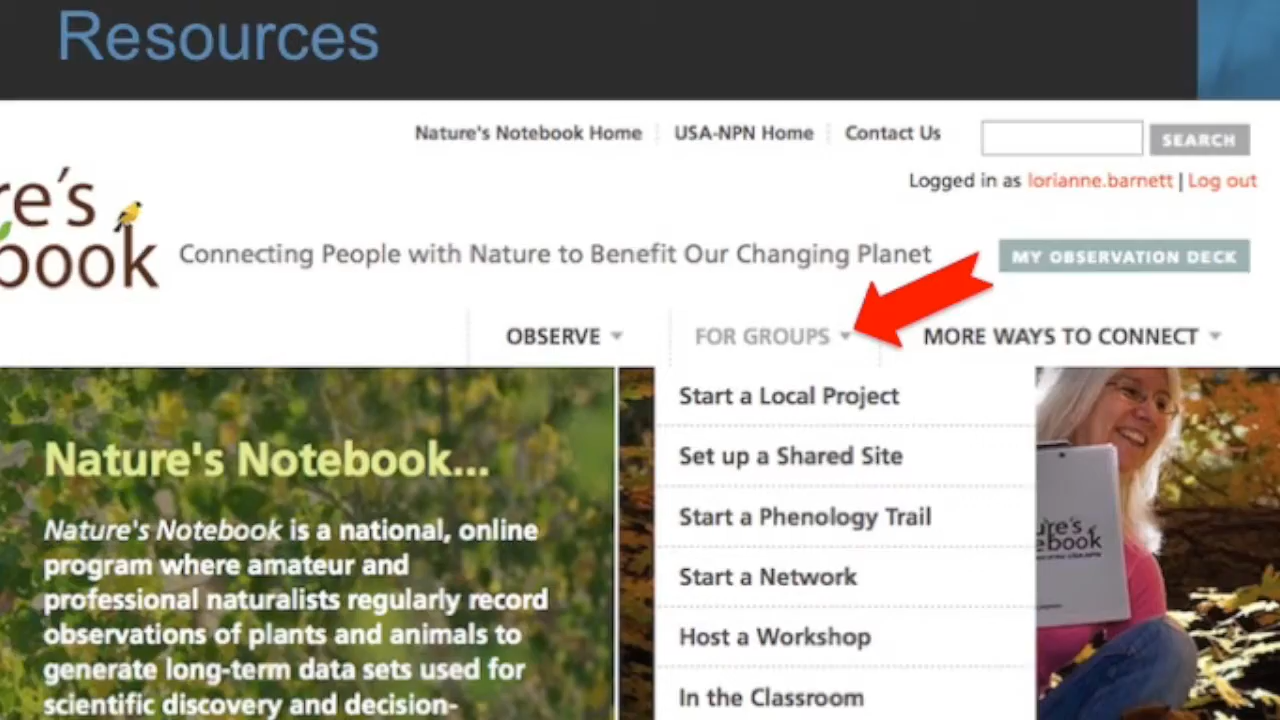 Resources
Nature's Notebook Home
USA-NPN Home
Contact Us
SEARCH
Logged in as lorianne.barnett | Log out
re's
book
Connecting People with Nature to Benefit Our Changing Planet
MY OBSERVATION DECK
OBSERVE
FOR GROUPS
MORE WAYS TO CONNECT
Start a Local Project
Set up a Shared Site
Start a Phenology Trail
Start a Network
Host a Workshop
In the Classroom
Nature's Notebook...
Nature's Notebook is a national, online
program where amateur and
professional naturalists regularly record
observations of plants and animals to
generate long-term data sets used for
scientific discovery and decision-
ure's
ebook